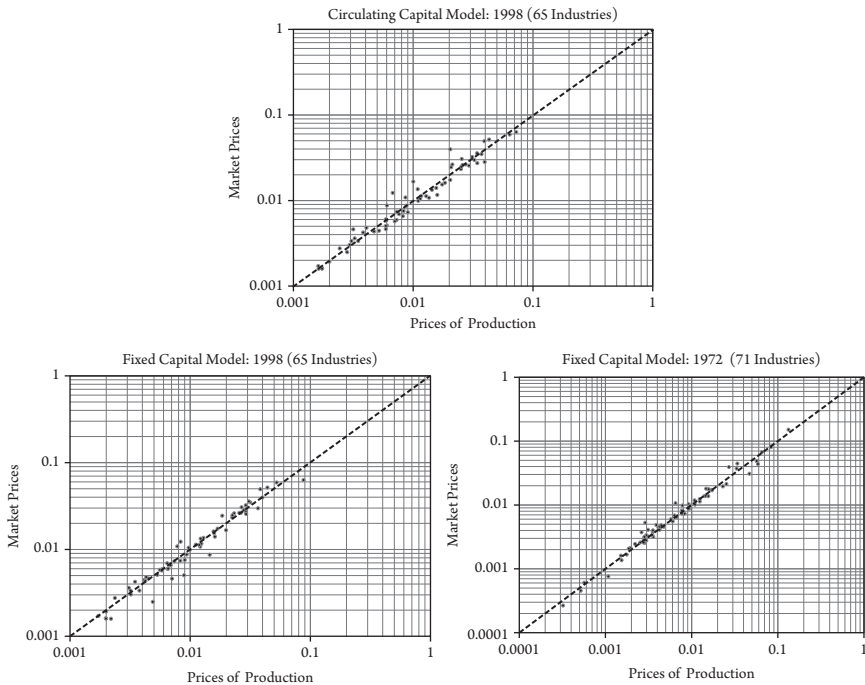 Circulating Capital Model: 1998 (65 Industries)
1
0.1
0.01
0.001
Market Prices
0.001 0.01 0.1 1
Prices of Production
Fixed Capital Model: 1998 (65 Industries)
1
0.1
0.01
0.001
Market Prices
0.001 0.01 0.1 1
Prices of Production
Fixed Capital Model: 1972 (71 Industries)
1
0.1
0.01
0.001
0.0001
Market Prices
0.0001 0.001 0.01 0.1 1
Prices of Production